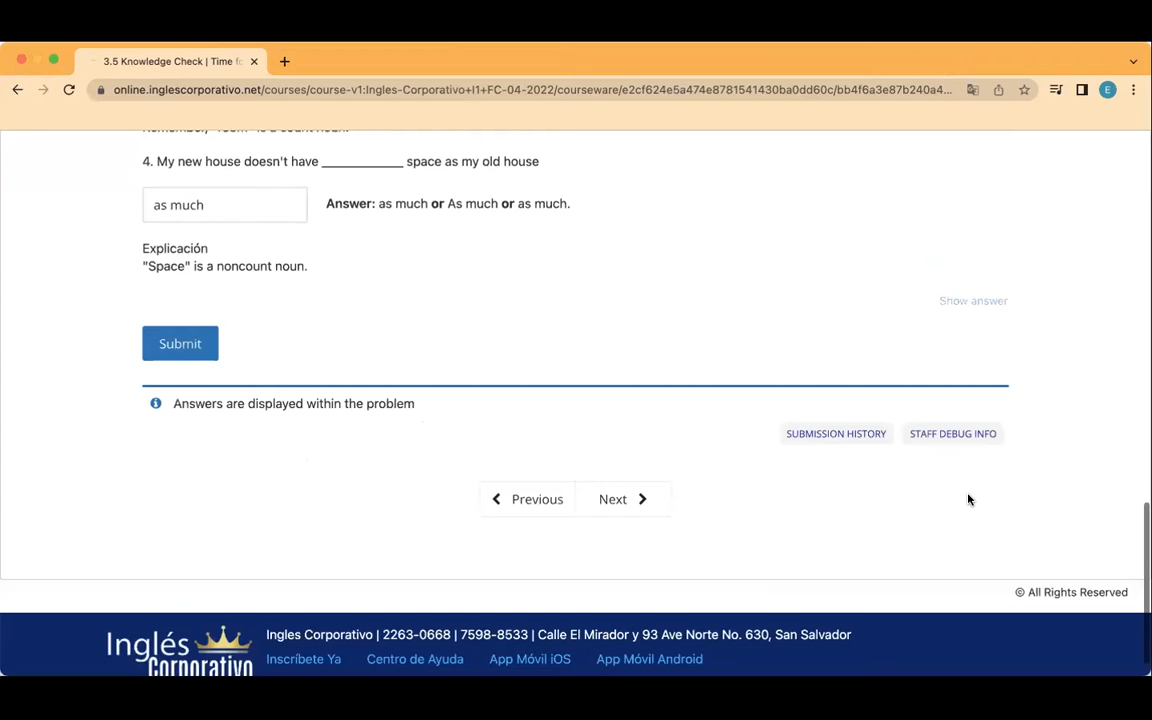 3.5 Knowledge Check | Time fo
online.inglescorporativo.net/courses/course-v1:Ingles-Corporativo+I1+FC-04-2022/courseware/e2cf624e5a474e8781541430ba0dd60c/bb4f6a3e87b240a4...
E
4. My new house doesn't have ____________ space as my old house
as much
Answer: as much or As much or as much.
Explicación
"Space" is a noncount noun.
Show answer
Submit
Answers are displayed within the problem
SUBMISSION HISTORY
STAFF DEBUG INFO
Previous
Next
© All Rights Reserved
Inglés
Corporativo
Ingles Corporativo | 2263-0668 | 7598-8533 | Calle El Mirador y 93 Ave Norte No. 630, San Salvador
Inscríbete Ya
Centro de Ayuda
App Móvil iOS
App Móvil Android